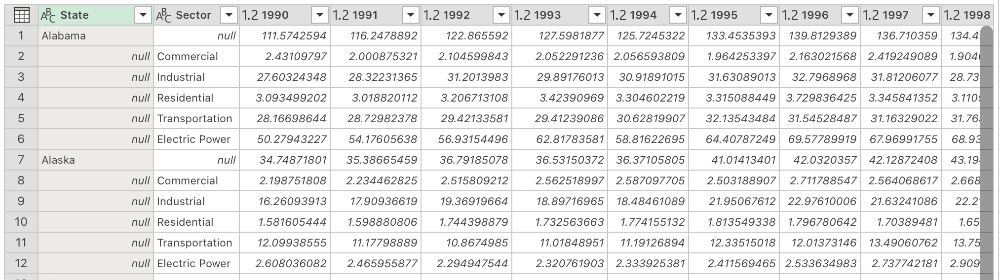 ABC State ABC Sector 1.2 1990 1.2 1991 1.2 1992 1.2 1993 1.2 1994 1.2 1995 1.2 1996 1.2 1997 1.2 1998
1 Alabama null 111.5742594 116.2478892 122.865592 127.5981877 125.7245322 133.4535393 139.8129389 136.710359 134.4
2 null Commercial 2.43109797 2.000875321 2.104599843 2.052291236 2.056593809 1.964253397 2.163021568 2.419249089 1.904
3 null Industrial 27.60324348 28.32231365 31.2013983 29.89176013 30.91891015 31.63089013 32.7968968 31.81206077 28.73
4 null Residential 3.093499202 3.018820112 3.206713108 3.42390969 3.304602219 3.315088449 3.729836425 3.345841352 3.110
5 null Transportation 28.16698644 28.72982378 29.42133581 29.41239086 30.62819907 32.13543484 31.54528487 31.16329022 31.76
6 null Electric Power 50.27943227 54.17605638 56.93154496 62.81783581 58.81622695 64.40787249 69.57789919 67.96991755 68.93
7 Alaska null 34.74871801 35.38665459 36.79185078 36.53150372 36.37105805 41.01413401 42.0320357 42.12872408 43.19
8 null Commercial 2.198751808 2.234462825 2.515809212 2.562518997 2.587097705 2.503188907 2.711788547 2.564068617 2.668
9 null Industrial 16.26093913 17.90936619 19.36919664 18.89716965 18.48461089 21.95067612 22.97610006 21.63241086 22.2
10 null Residential 1.581605444 1.598880806 1.744398879 1.732563663 1.774155132 1.813549338 1.796780642 1.70389481 1.65
11 null Transportation 12.09938555 11.17798889 10.8674985 11.01848951 11.19126894 12.33515018 12.01373146 13.49060762 13.75
12 null Electric Power 2.608036082 2.465955877 2.294947544 2.320761903 2.333925381 2.411569465 2.533634983 2.737742181 2.909